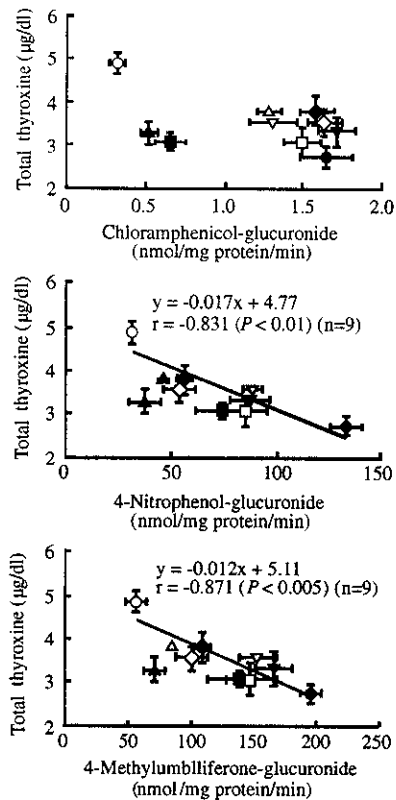 6
5
4
3
2
Total thyroxine (µg/dl)
0 0.5 1.0 1.5 2.0
Chloramphenicol-glucuronide
(nmol/mg protein/min)
y = -0.017x + 4.77
r = -0.831 (P < 0.01) (n=9)
6
5
4
3
2
Total thyroxine (µg/dl)
0 50 100 150
4-Nitrophenol-glucuronide
(nmol/mg protein/min)
y = -0.012x + 5.11
r = -0.871 (P < 0.005) (n=9)
6
5
4
3
2
Total thyroxine (µg/dl)
0 50 100 150 200 250
4-Methylumblliferone-glucuronide
(nmol/mg protein/min)